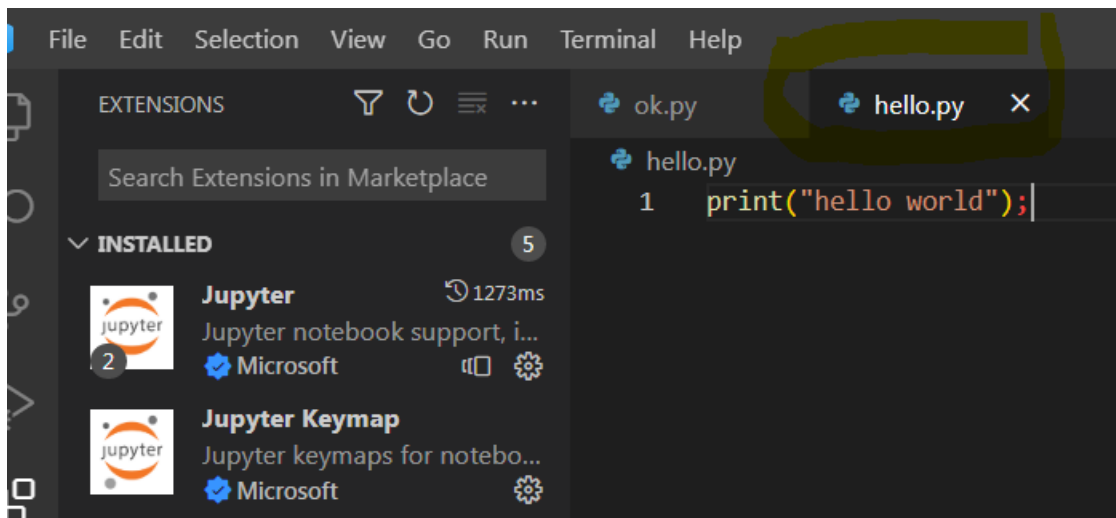 File Edit Selection View Go Run Terminal Help
EXTENSIONS
Search Extensions in Marketplace
INSTALLED 5
Jupyter 1273ms
Jupyter notebook support, i...
Microsoft
2
Jupyter Keymap
Jupyter keymaps for notebo...
Microsoft
jupyter
jupyter
ok.py hello.py
hello.py
1 print("hello world");